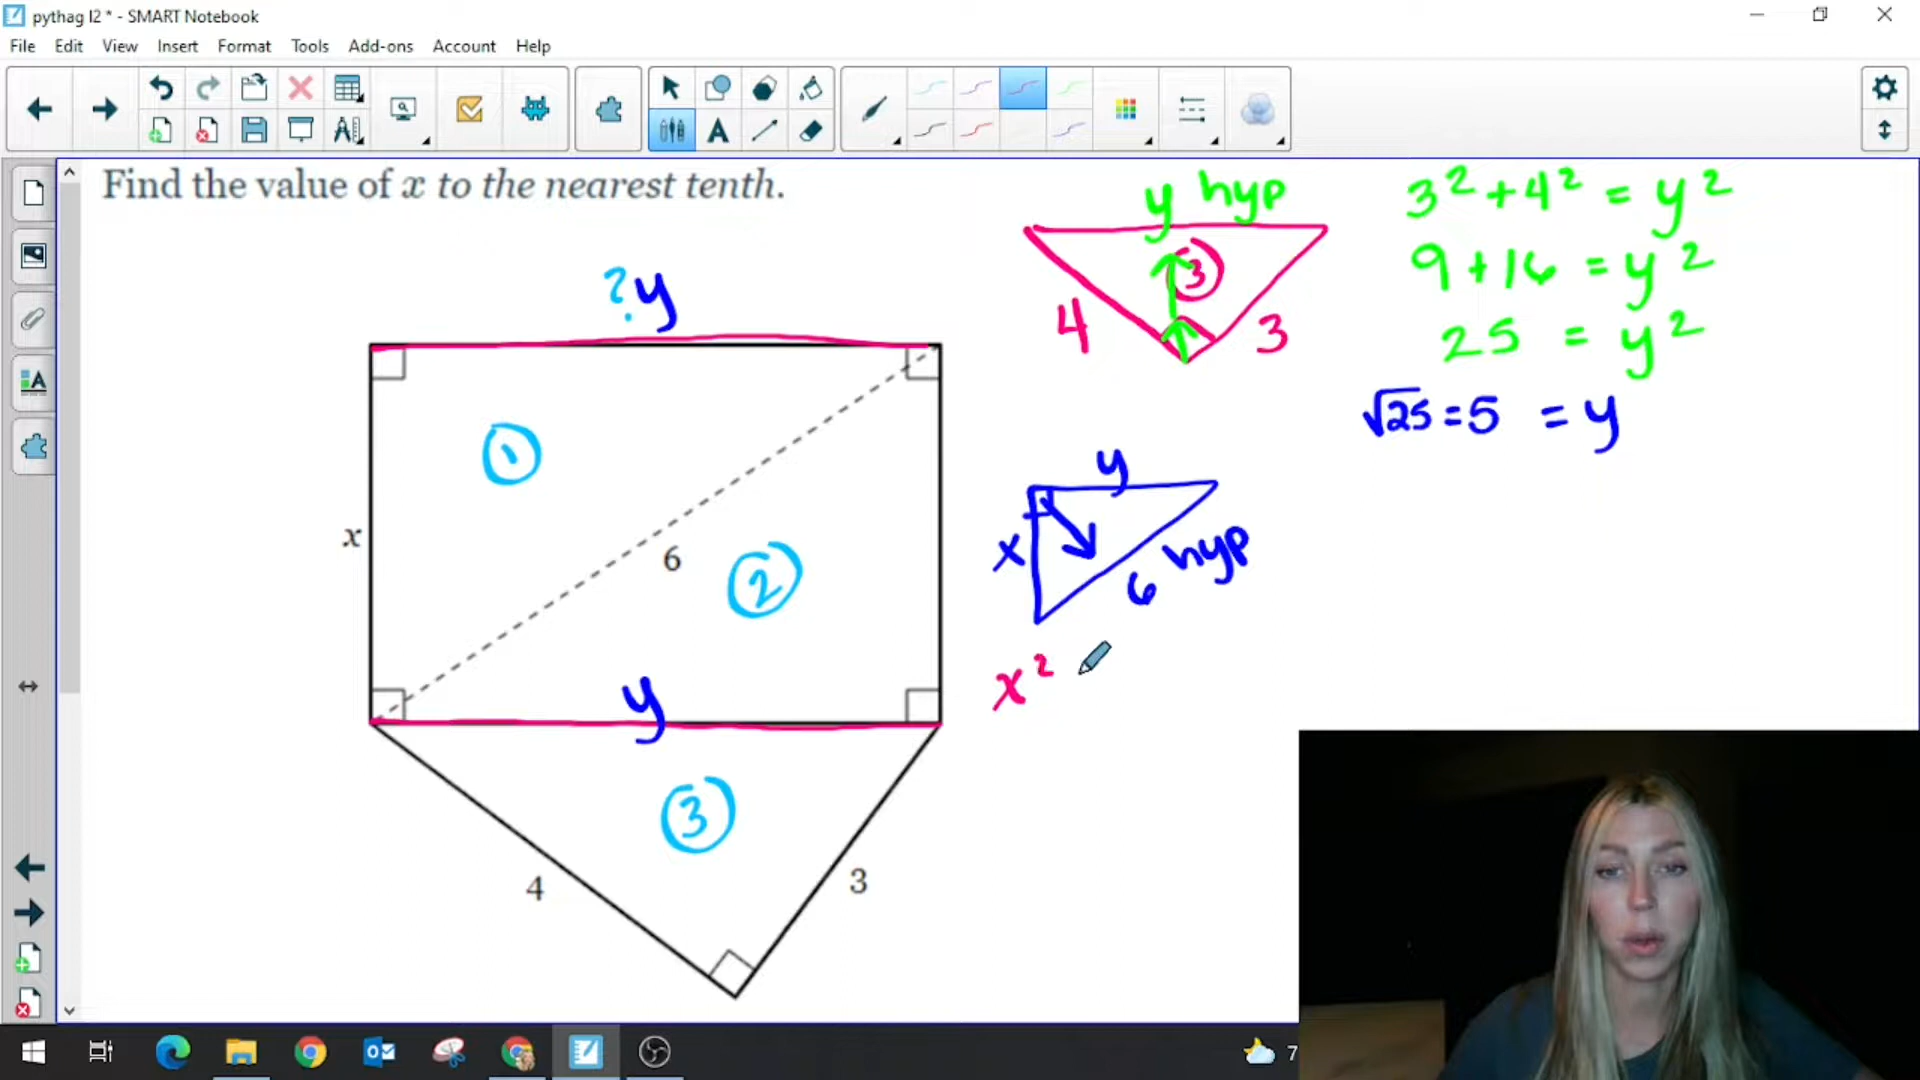 pythag l2 * - SMART Notebook
File Edit View Insert Format Tools Add-ons Account Help
A
A
Find the value of x to the nearest tenth.
?y
x
6
1
2
y
3
4
3
y hyp
3
4
3
3² + 4² = y²
9 + 16 = y²
25 = y²
√25 = 5 = y
y
x
6 hyp
x²
7